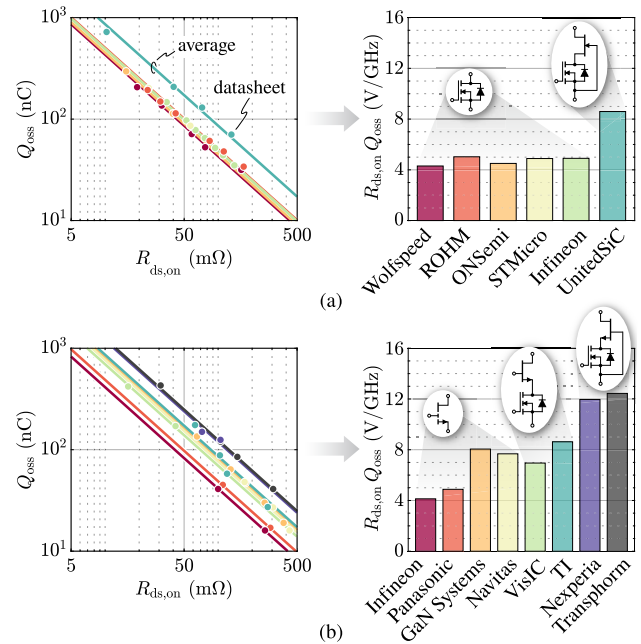 10³
10²
10¹
Q_oss (nC)
average
datasheet
5
50
500
R_ds,on (mΩ)
16
12
8
4
0
R_ds,on Q_oss (V/GHz)
Wolfspeed
ROHM
ONSemi
STMicro
Infineon
UnitedSiC
(a)
10³
10²
10¹
Q_oss (nC)
5
50
500
R_ds,on (mΩ)
16
12
8
4
0
R_ds,on Q_oss (V/GHz)
Infineon
Panasonic
GaN Systems
Navitas
VisIC
TI
Nexperia
Transphorm
(b)